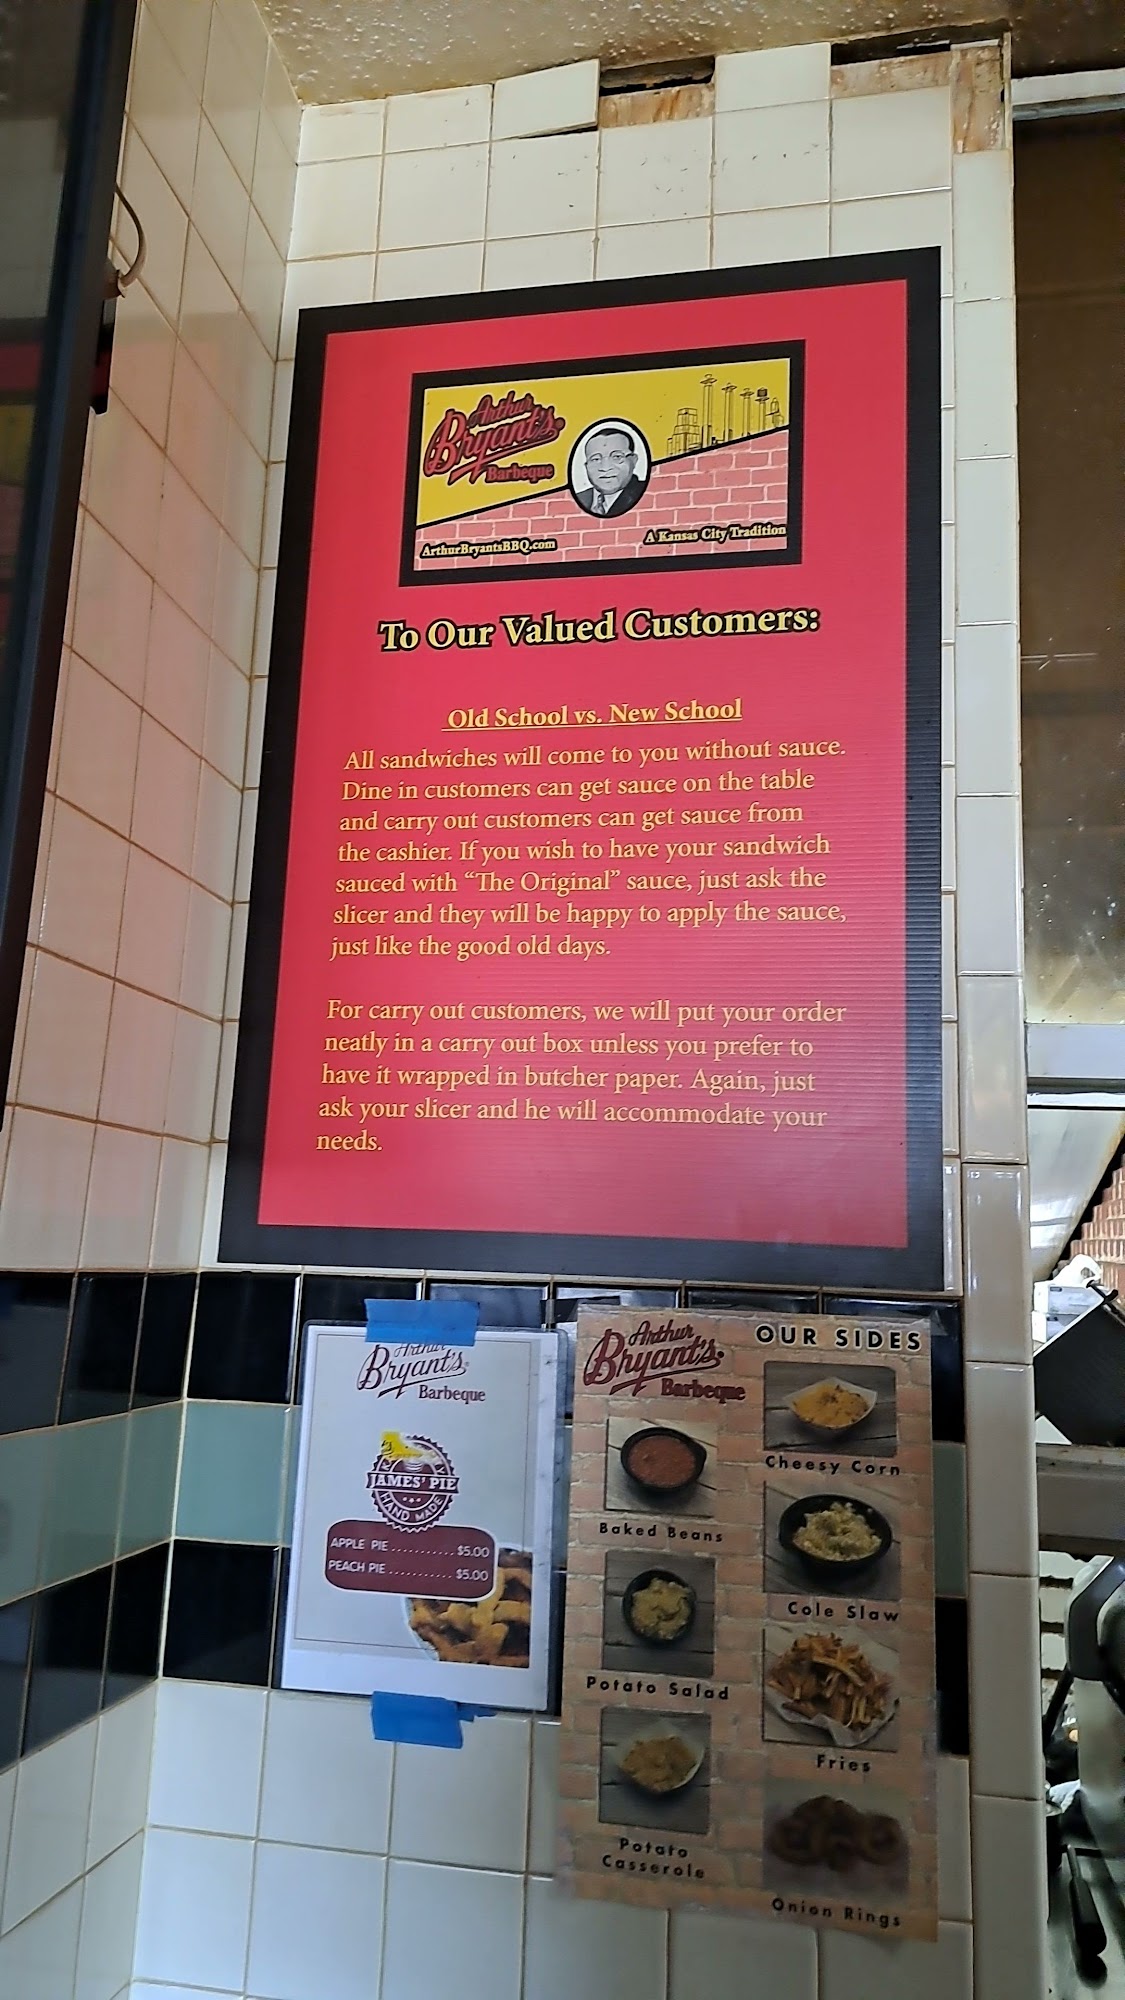 Arthur
Bryant's
Barbeque
ArthurBryantsBBQ.com
A Kansas City Tradition
To Our Valued Customers:
Old School vs. New School
All sandwiches will come to you without sauce.
Dine in customers can get sauce on the table
and carry out customers can get sauce from
the cashier. If you wish to have your sandwich
sauced with “The Original” sauce, just ask the
slicer and they will be happy to apply the sauce,
just like the good old days.
For carry out customers, we will put your order
neatly in a carry out box unless you prefer to
have it wrapped in butcher paper. Again, just
ask your slicer and he will accommodate your
needs.
Arthur
Bryant's
Barbeque
JAMES' PIE
HAND MADE
APPLE PIE ........... $5.00
PEACH PIE ........... $5.00
Arthur
Bryant's
Barbeque
OUR SIDES
Cheesy Corn
Baked Beans
Cole Slaw
Potato Salad
Fries
Potato
Casserole
Onion Rings